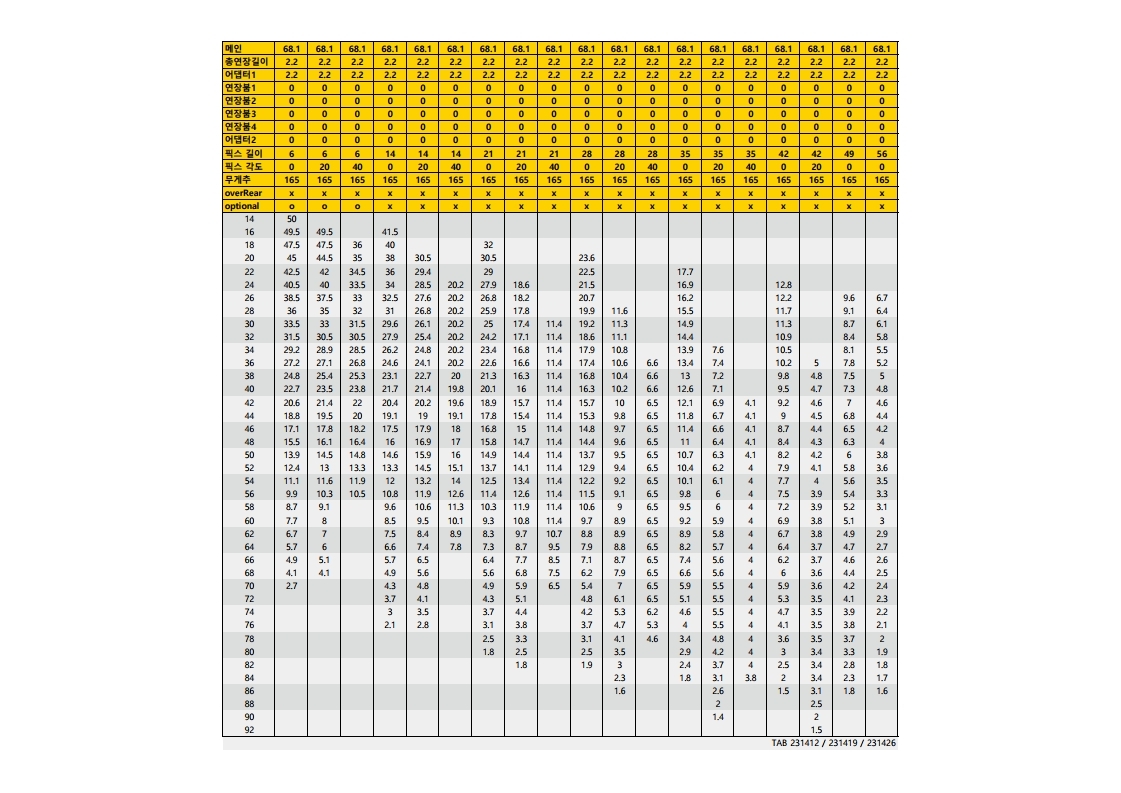 메인 68.1 68.1 68.1 68.1 68.1 68.1 68.1 68.1 68.1 68.1 68.1 68.1 68.1 68.1 68.1 68.1 68.1 68.1 68.1
총연장길이 2.2 2.2 2.2 2.2 2.2 2.2 2.2 2.2 2.2 2.2 2.2 2.2 2.2 2.2 2.2 2.2 2.2 2.2 2.2
어댑터1 2.2 2.2 2.2 2.2 2.2 2.2 2.2 2.2 2.2 2.2 2.2 2.2 2.2 2.2 2.2 2.2 2.2 2.2 2.2
연장붐1 0 0 0 0 0 0 0 0 0 0 0 0 0 0 0 0 0 0 0
연장붐2 0 0 0 0 0 0 0 0 0 0 0 0 0 0 0 0 0 0 0
연장붐3 0 0 0 0 0 0 0 0 0 0 0 0 0 0 0 0 0 0 0
연장붐4 0 0 0 0 0 0 0 0 0 0 0 0 0 0 0 0 0 0 0
어댑터2 0 0 0 0 0 0 0 0 0 0 0 0 0 0 0 0 0 0 0
픽스 길이 6 6 6 14 14 14 21 21 21 28 28 28 35 35 35 42 42 49 56
픽스 각도 0 20 40 0 20 40 0 20 40 0 20 40 0 20 40 0 20 0 0
무게추 165 165 165 165 165 165 165 165 165 165 165 165 165 165 165 165 165 165 165
overRear x x x x x x x x x x x x x x x x x x x
optional o o o x x x x x x x x x x x x x x x x
14 50
16 49.5 49.5 41.5
18 47.5 47.5 36 40 32
20 45 44.5 35 38 30.5 30.5 23.6
22 42.5 42 34.5 36 29.4 29 22.5 17.7
24 40.5 40 33.5 34 28.5 20.2 27.9 18.6 21.5 16.9 12.8
26 38.5 37.5 33 32.5 27.6 20.2 26.8 18.2 20.7 16.2 12.2 9.6 6.7
28 36 35 32 31 26.8 20.2 25.9 17.8 19.9 11.6 15.5 11.7 9.1 6.4
30 33.5 33 31.5 29.6 26.1 20.2 25 17.4 11.4 19.2 11.3 14.9 11.3 8.7 6.1
32 31.5 30.5 30.5 27.9 25.4 20.2 24.2 17.1 11.4 18.6 11.1 14.4 10.9 8.4 5.8
34 29.2 28.9 28.5 26.2 24.8 20.2 23.4 16.8 11.4 17.9 10.8 13.9 7.6 10.5 8.1 5.5
36 27.2 27.1 26.8 24.6 24.1 20.2 22.6 16.6 11.4 17.4 10.6 6.6 13.4 7.4 10.2 5 7.8 5.2
38 24.8 25.4 25.3 23.1 22.7 20 21.3 16.3 11.4 16.8 10.4 6.6 13 7.2 9.8 4.8 7.5 5
40 22.7 23.5 23.8 21.7 21.4 19.8 20.1 16 11.4 16.3 10.2 6.6 12.6 7.1 9.5 4.7 7.3 4.8
42 20.6 21.4 22 20.4 20.2 19.6 18.9 15.7 11.4 15.7 10 6.5 12.1 6.9 4.1 9.2 4.6 7 4.6
44 18.8 19.5 20 19.1 19 19.1 17.8 15.4 11.4 15.3 9.8 6.5 11.8 6.7 4.1 9 4.5 6.8 4.4
46 17.1 17.8 18.2 17.5 17.9 18 16.8 15 11.4 14.8 9.7 6.5 11.4 6.6 4.1 8.7 4.4 6.5 4.2
48 15.5 16.1 16.4 16 16.9 17 15.8 14.7 11.4 14.4 9.6 6.5 11 6.4 4.1 8.4 4.3 6.3 4
50 13.9 14.5 14.8 14.6 15.9 16 14.9 14.4 11.4 13.7 9.5 6.5 10.7 6.3 4.1 8.2 4.2 6 3.8
52 12.4 13 13.3 13.3 14.5 15.1 13.7 14.1 11.4 12.9 9.4 6.5 10.4 6.2 4 7.9 4.1 5.8 3.6
54 11.1 11.6 11.9 12 13.2 14 12.5 13.4 11.4 12.2 9.2 6.5 10.1 6.1 4 7.7 4 5.6 3.5
56 9.9 10.3 10.5 10.8 11.9 12.6 11.4 12.6 11.4 11.5 9.1 6.5 9.8 6 4 7.5 3.9 5.4 3.3
58 8.7 9.1 9.6 10.6 11.3 10.3 11.9 11.4 10.6 9 6.5 9.5 6 4 7.2 3.9 5.2 3.1
60 7.7 8 8.5 9.5 10.1 9.3 10.8 11.4 9.7 8.9 6.5 9.2 5.9 4 6.9 3.8 5.1 3
62 6.7 7 7.5 8.4 8.9 8.3 9.7 10.7 8.8 8.9 6.5 8.9 5.8 4 6.7 3.8 4.9 2.9
64 5.7 6 6.6 7.4 7.8 7.3 8.7 9.5 7.9 8.8 6.5 8.2 5.7 4 6.4 3.7 4.7 2.7
66 4.9 5.1 5.7 6.5 6.4 7.7 8.5 7.1 8.7 6.5 7.4 5.6 4 6.2 3.7 4.6 2.6
68 4.1 4.1 4.9 5.6 5.6 6.8 7.5 6.2 7.9 6.5 6.6 5.6 4 6 3.6 4.4 2.5
70 2.7 4.3 4.8 4.9 5.9 6.5 5.4 7 6.5 5.9 5.5 4 5.9 3.6 4.2 2.4
72 3.7 4.1 4.3 5.1 4.8 6.1 6.5 5.1 5.5 4 5.3 3.5 4.1 2.3
74 3 3.5 3.7 4.4 4.2 5.3 6.2 4.6 5.5 4 4.7 3.5 3.9 2.2
76 2.1 2.8 3.1 3.8 3.7 4.7 5.3 4 5.5 4 4.1 3.5 3.8 2.1
78 2.5 3.3 3.1 4.1 4.6 3.4 4.8 4 3.6 3.5 3.7 2
80 1.8 2.5 2.5 3.5 2.9 4.2 4 3 3.4 3.3 1.9
82 1.8 1.9 3 2.4 3.7 4 2.5 3.4 2.8 1.8
84 2.3 1.8 3.1 3.8 2 3.4 2.3 1.7
86 1.6 2.6 1.5 3.1 1.8 1.6
88 2 2.5
90 1.4 2
92 1.5
TAB 231412 / 231419 / 231426